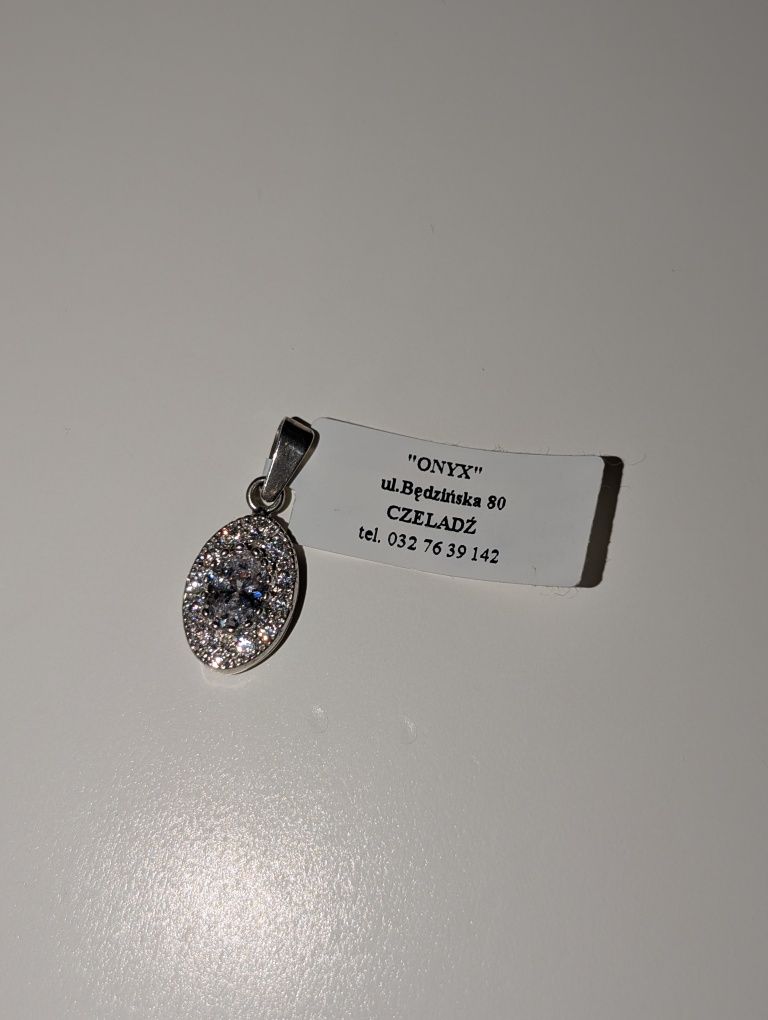 "ONYX"
ul.Będzińska 80
CZELADŹ
tel. 032 76 39 142